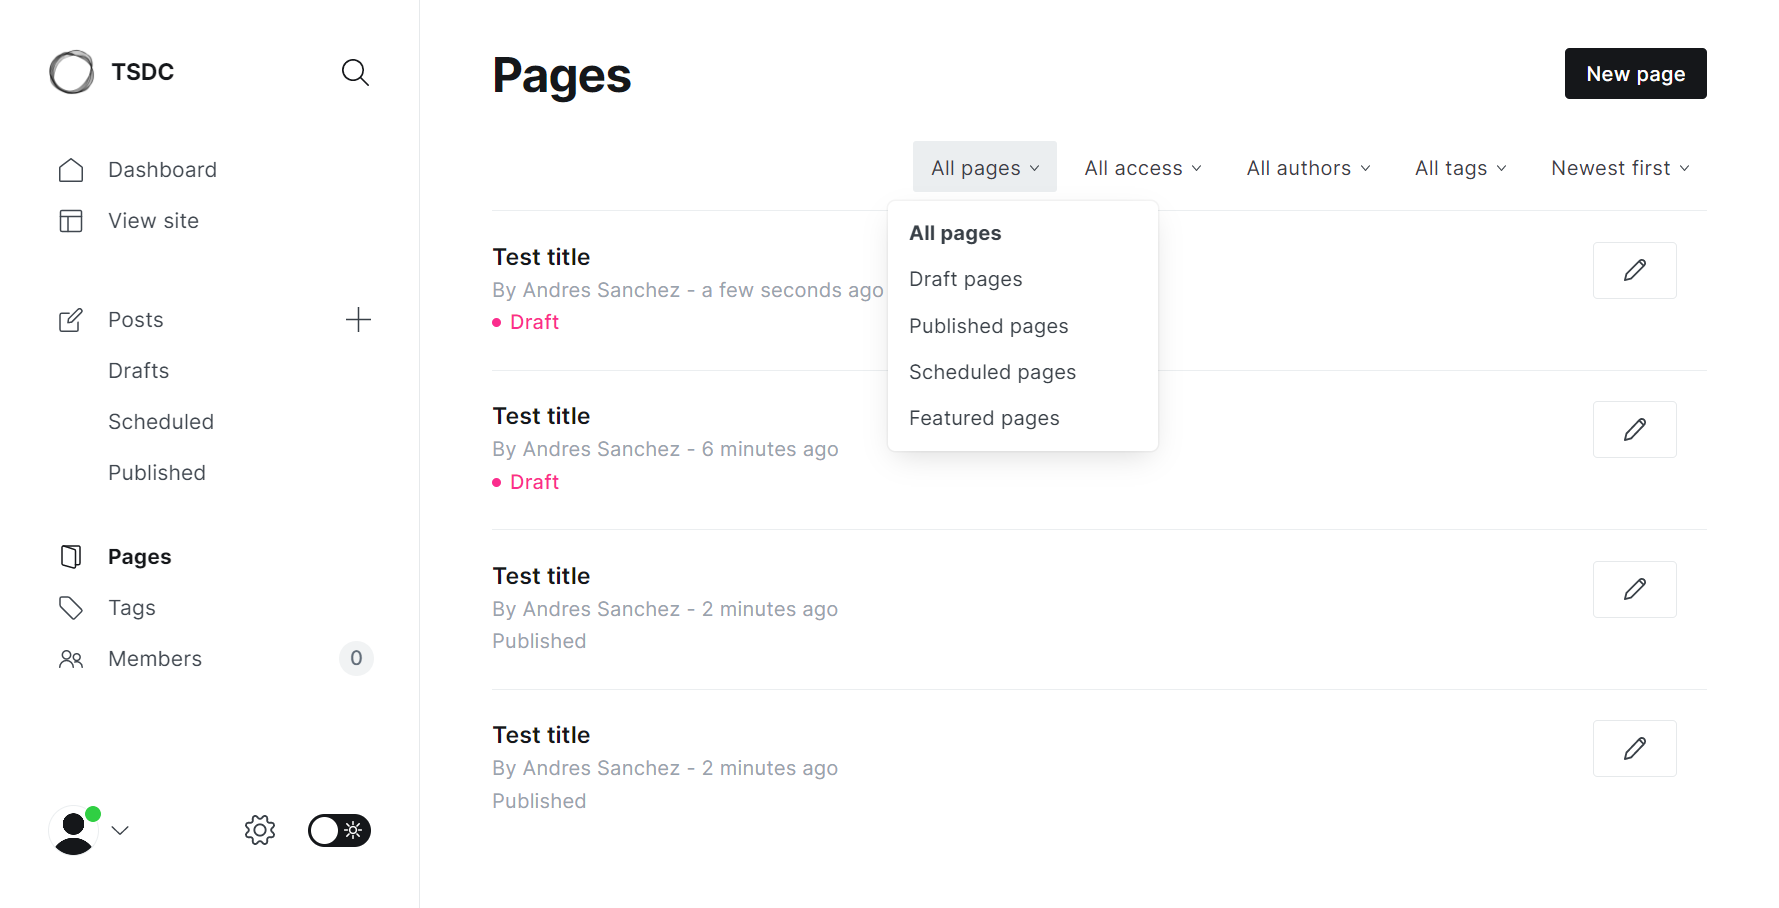 TSDC
Dashboard
View site
Posts
Drafts
Scheduled
Published
Pages
Tags
Members
0
Pages
New page
All pages
All access
All authors
All tags
Newest first
All pages
Draft pages
Published pages
Scheduled pages
Featured pages
Test title
By Andres Sanchez - a few seconds ago
Draft
Test title
By Andres Sanchez - 6 minutes ago
Draft
Test title
By Andres Sanchez - 2 minutes ago
Published
Test title
By Andres Sanchez - 2 minutes ago
Published